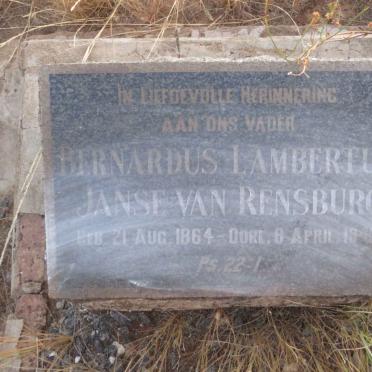 IN LIEFDEVOLLE HERINNERING
AAN ONS VADER
BERNARDUS LAMBERTU
JANSE VAN RENSBURG
GEB. 21 AUG. 1864 - OORL. 6 APRIL 19
PS. 22-1